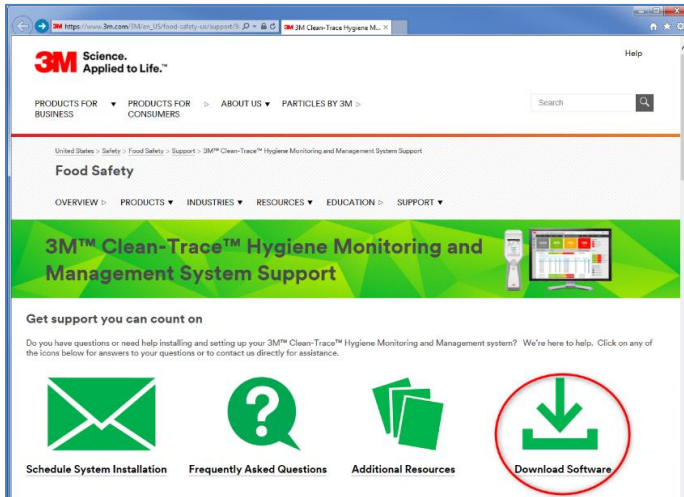 3M https://www.3m.com/3M/en_US/food-safety-us/support/3
3M 3M Clean-Trace Hygiene M...
3M Science.
Applied to Life.™
Help
PRODUCTS FOR BUSINESS ▼ PRODUCTS FOR CONSUMERS ▷ ABOUT US ▼ PARTICLES BY 3M ▷
Search
United States > Safety > Food Safety > Support > 3M™ Clean-Trace™ Hygiene Monitoring and Management System Support
Food Safety
OVERVIEW ▷ PRODUCTS ▼ INDUSTRIES ▼ RESOURCES ▼ EDUCATION ▷ SUPPORT ▼
3M™ Clean-Trace™ Hygiene Monitoring and
Management System Support
Get support you can count on
Do you have questions or need help installing and setting up your 3M™ Clean-Trace™ Hygiene Monitoring and Management system? We're here to help. Click on any of
the icons below for answers to your questions or to contact us directly for assistance.
Schedule System Installation
Frequently Asked Questions
Additional Resources
Download Software